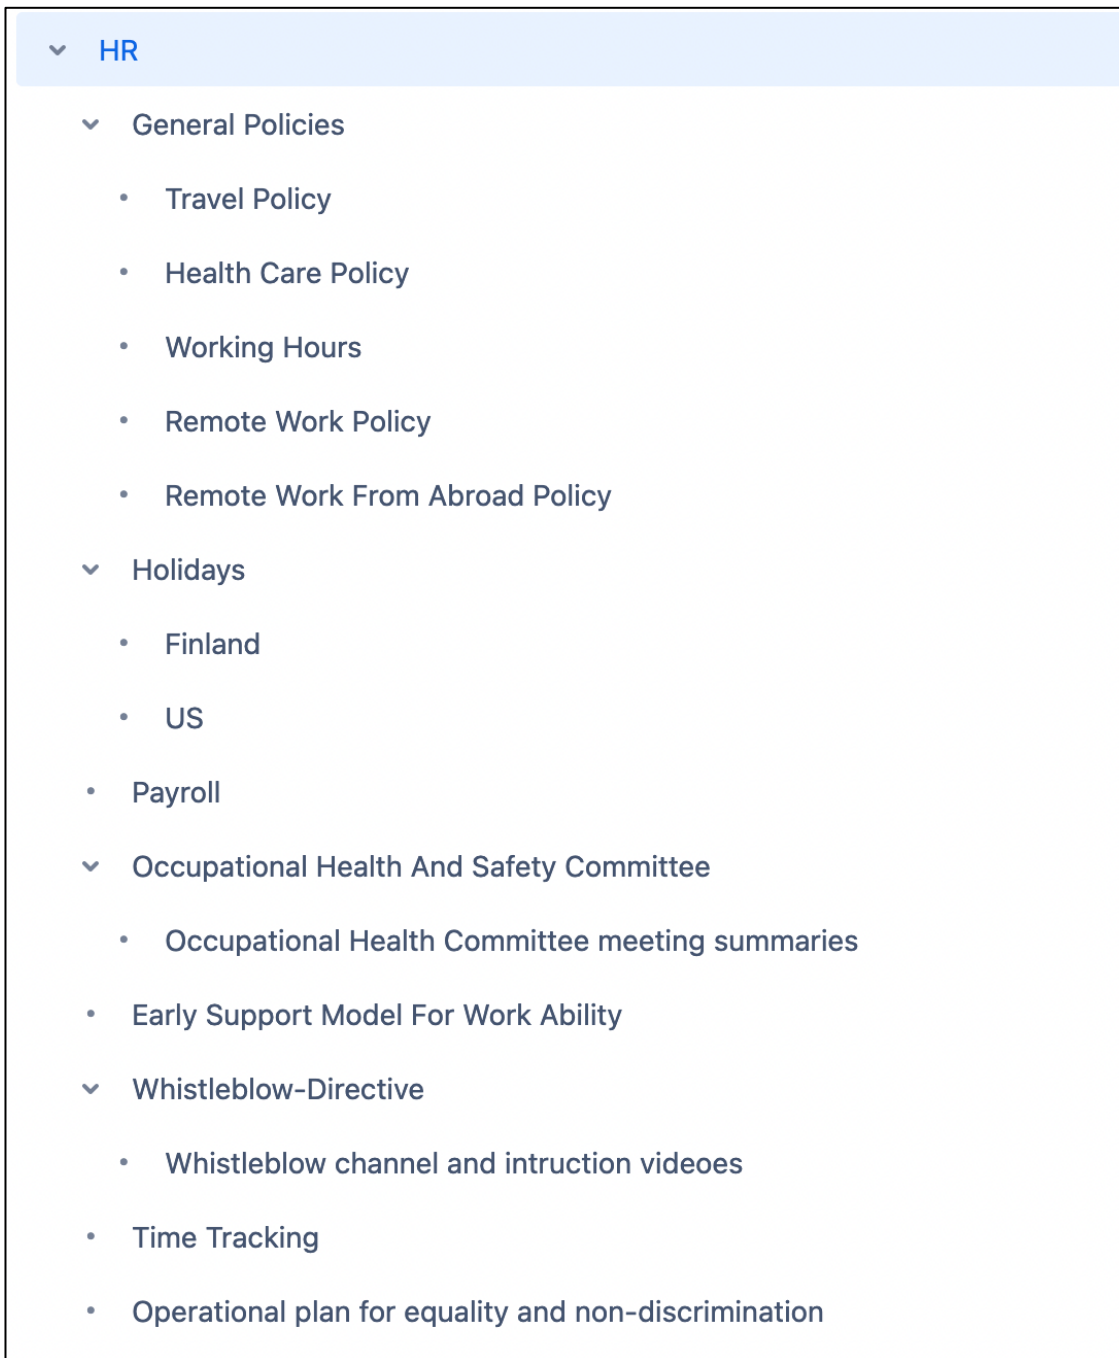 HR
General Policies
Travel Policy
Health Care Policy
Working Hours
Remote Work Policy
Remote Work From Abroad Policy
Holidays
Finland
US
Payroll
Occupational Health And Safety Committee
Occupational Health Committee meeting summaries
Early Support Model For Work Ability
Whistleblow-Directive
Whistleblow channel and intruction videoes
Time Tracking
Operational plan for equality and non-discrimination